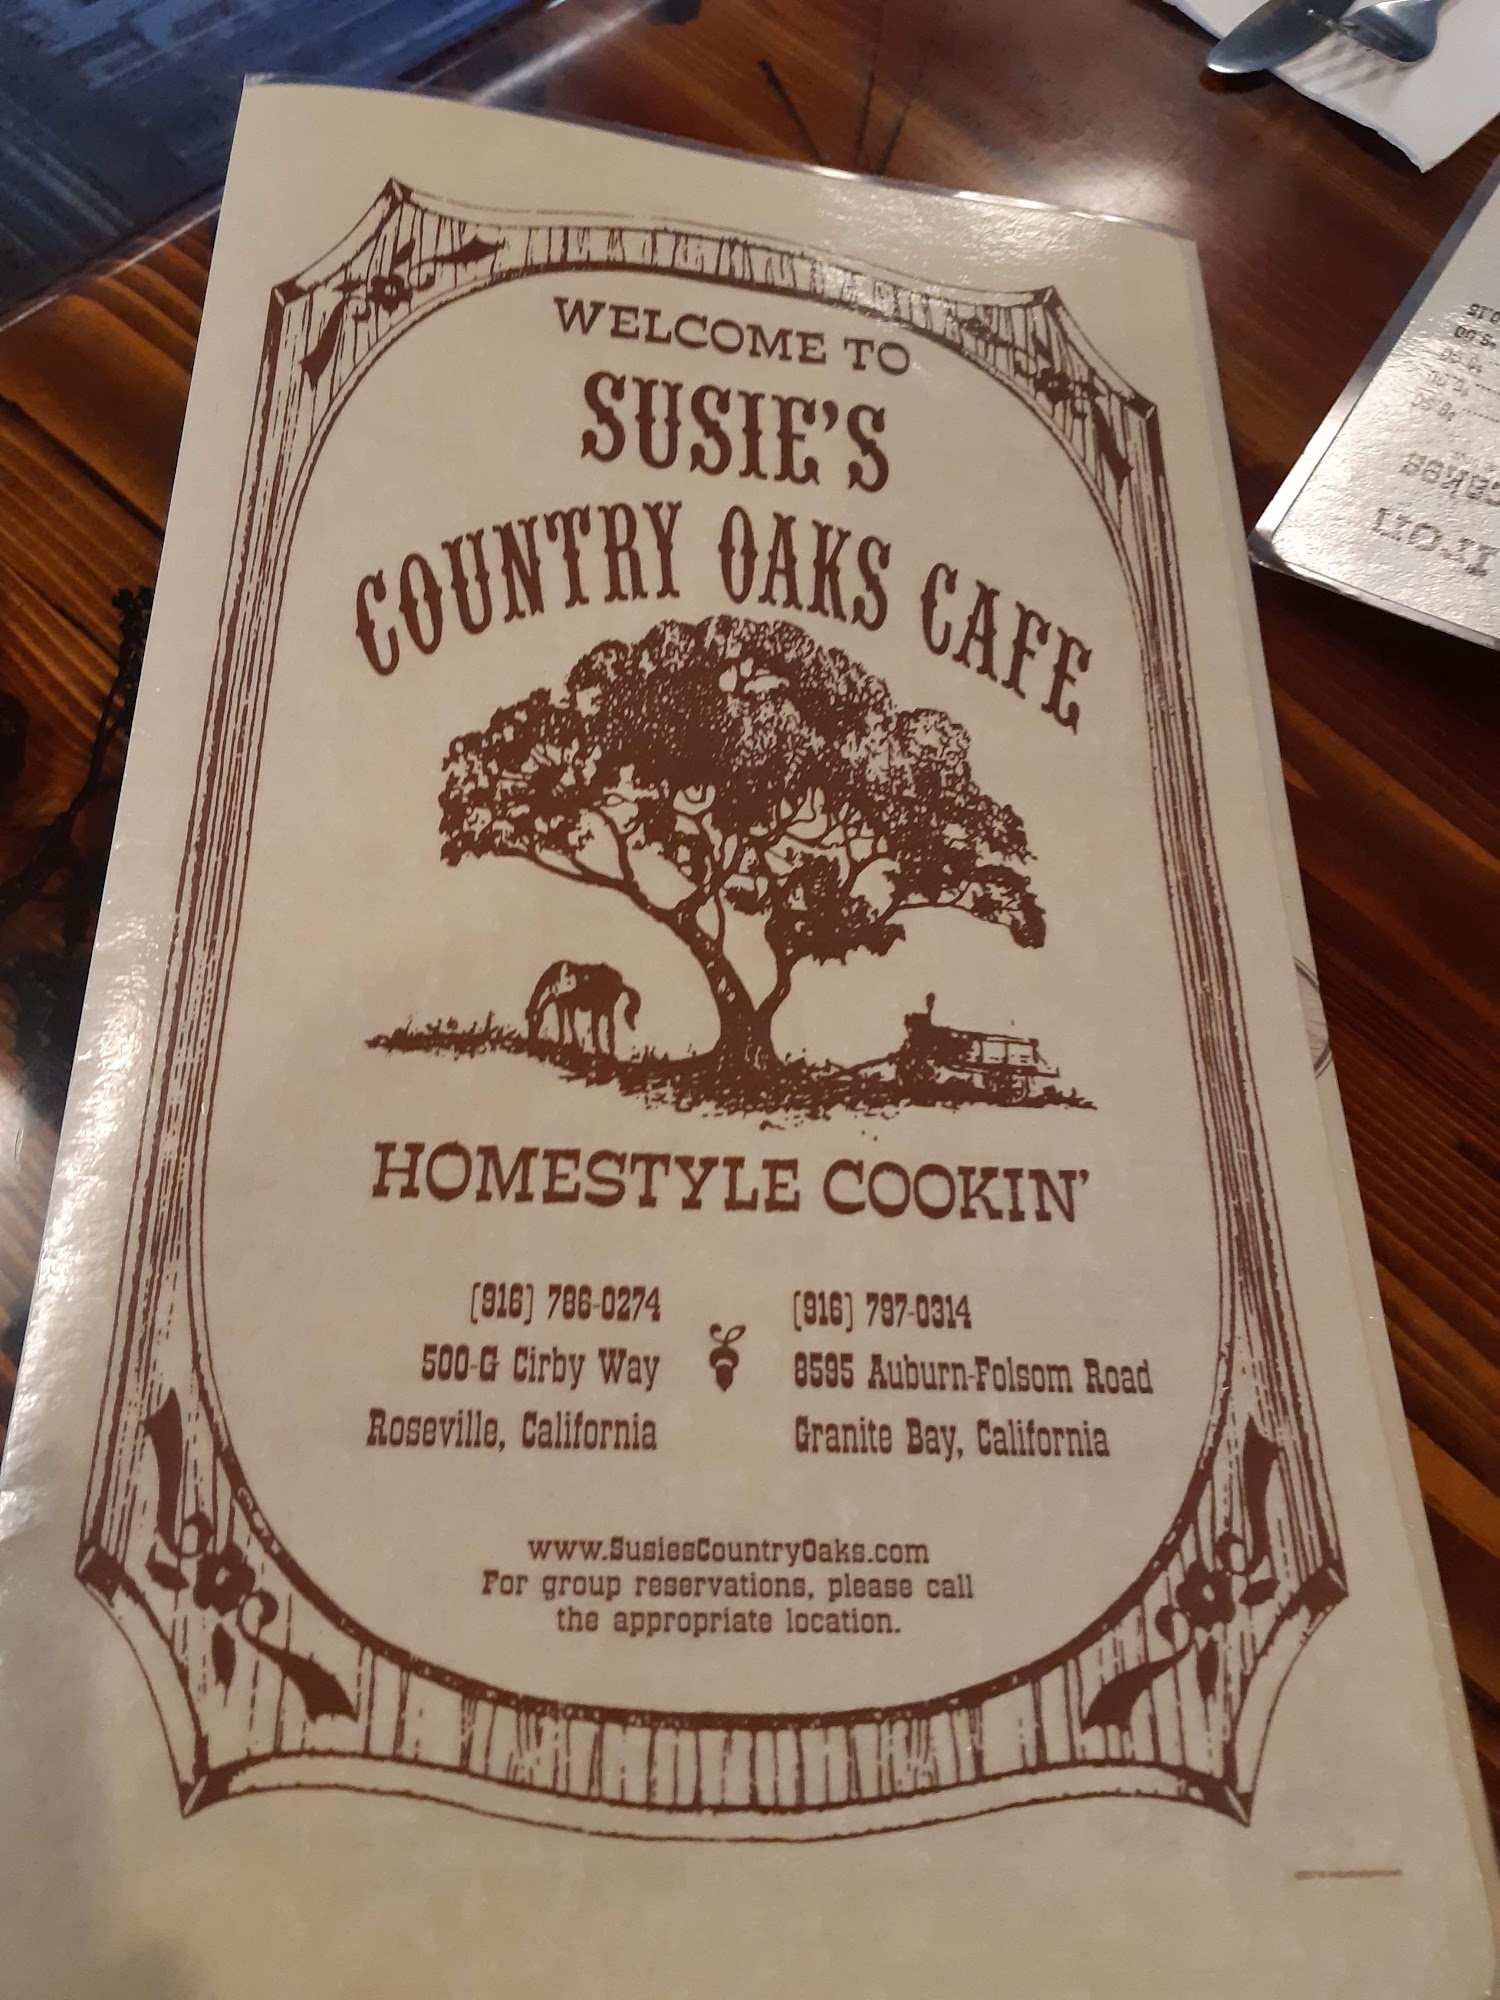 WELCOME TO
SUSIE'S
COUNTRY OAKS CAFE
HOMESTYLE COOKIN'
(916) 786-0274
500-G Cirby Way
Roseville, California
(916) 797-0314
8595 Auburn-Folsom Road
Granite Bay, California
www.SusiesCountryOaks.com
For group reservations, please call
the appropriate location.